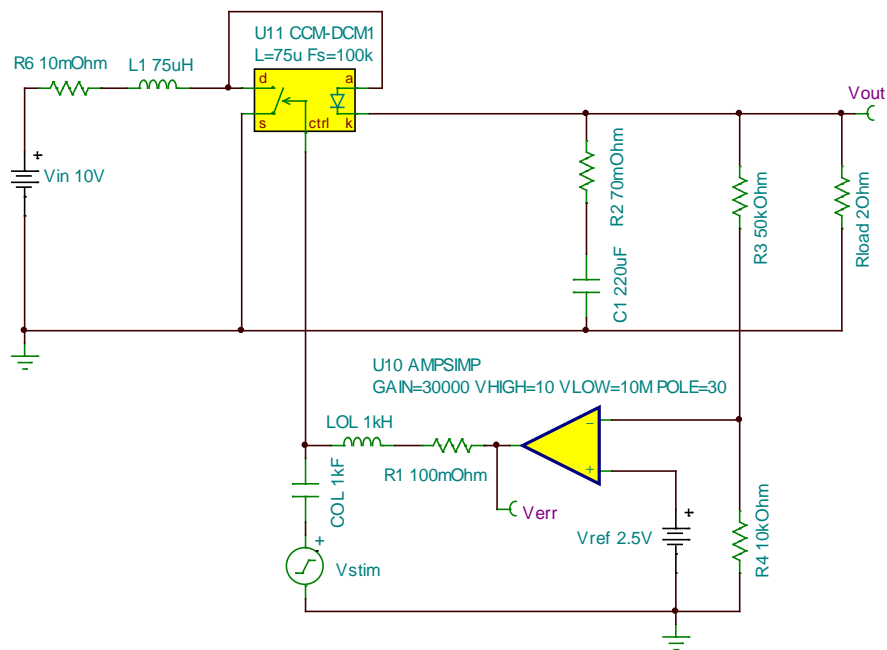 U11 CCM-DCM1
L=75u Fs=100k
R6 10mOhm
L1 75uH
d
a
s
ctrl
k
Vout
+
Vin 10V
R2 70mOhm
C1 220uF
R3 50kOhm
Rload 2Ohm
U10 AMPSIMP
GAIN=30000 VHIGH=10 VLOW=10M POLE=30
LOL 1kH
R1 100mOhm
-
+
COL 1kF
Verr
+
Vref 2.5V
R4 10kOhm
+
Vstim